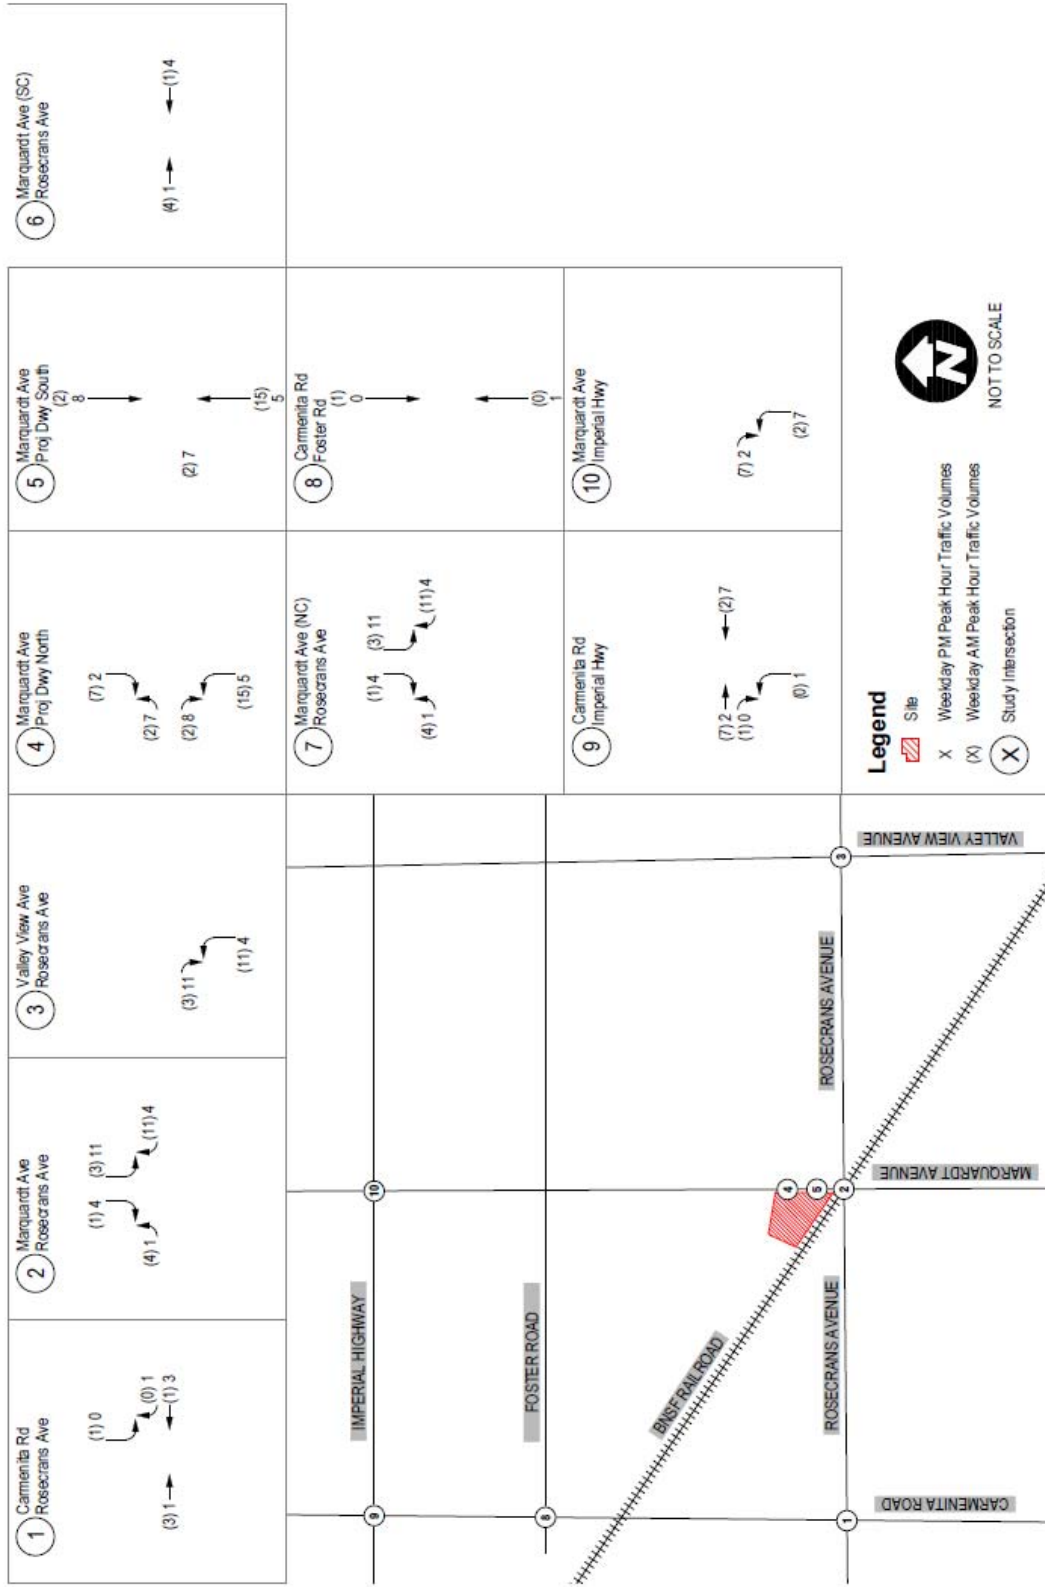 1
Carmenita Rd
Rosecrans Ave
(1) 0
(0) 1
(1) 3
(3) 1
2
Marquardt Ave
Rosecrans Ave
(1) 4
(3) 11
(4) 1
(11) 4
3
Valley View Ave
Rosecrans Ave
(3) 11
(11) 4
4
Marquardt Ave
Proj Dwy North
(7) 2
(2) 7
(2) 8
(15) 5
5
Marquardt Ave
Proj Dwy South
(2)
8
(2) 7
(15)
5
6
Marquardt Ave (SC)
Rosecrans Ave
(4) 1
(1) 4
7
Marquardt Ave (NC)
Rosecrans Ave
(1) 4
(3) 11
(4) 1
(11) 4
8
Carmenita Rd
Foster Rd
(1)
0
(0)
1
9
Carmenita Rd
Imperial Hwy
(7) 2
(1) 0
(2) 7
(0) 1
10
Marquardt Ave
Imperial Hwy
(7) 2
(2) 7
IMPERIAL HIGHWAY
9
10
FOSTER ROAD
8
BNSF RAILROAD
4
5
ROSECRANS AVENUE
ROSECRANS AVENUE
1
2
3
CARMENITA ROAD
MARQUARDT AVENUE
VALLEY VIEW AVENUE
Legend
Site
X Weekday PM Peak Hour Traffic Volumes
(X) Weekday AM Peak Hour Traffic Volumes
X Study Intersection
N
NOT TO SCALE